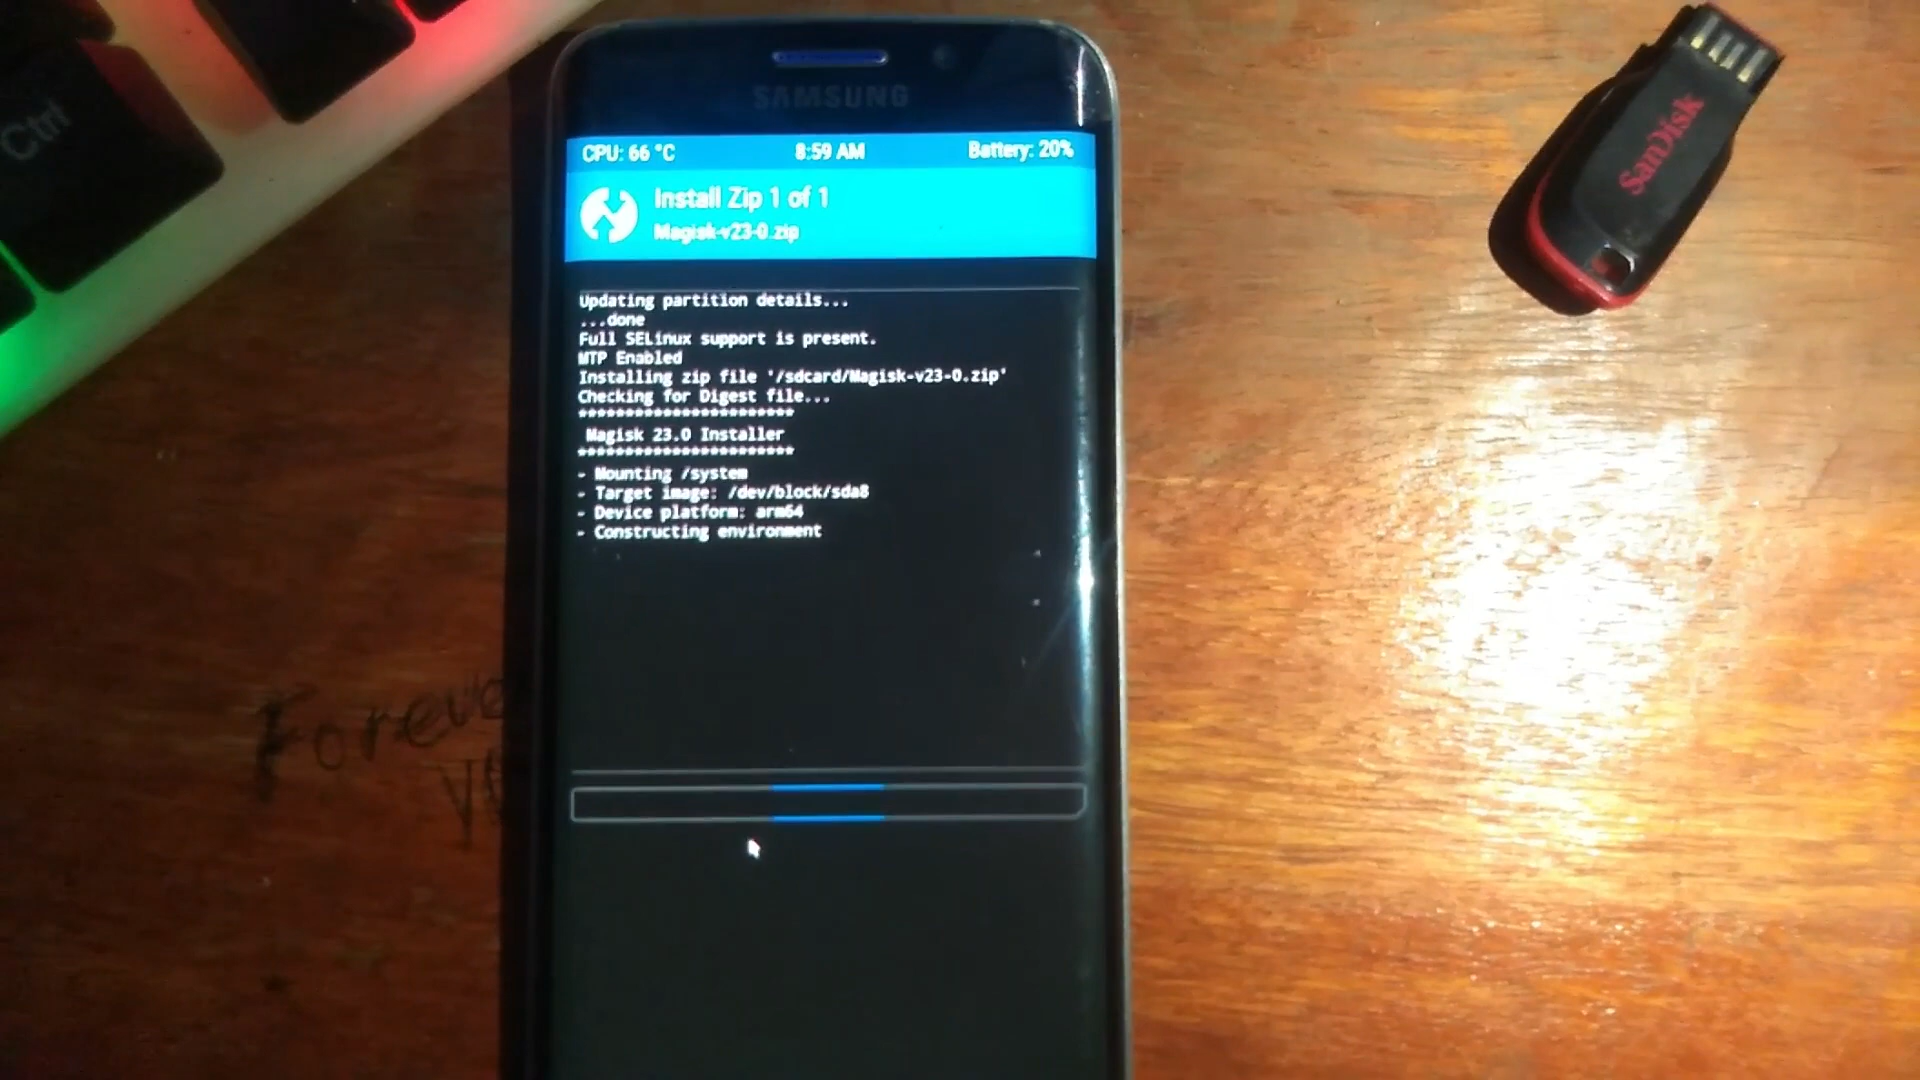 Ctrl
SAMSUNG
SanDisk
CPU: 66 °C 8:59 AM Battery: 20%
Install Zip 1 of 1
Magisk-v23-0.zip
Updating partition details...
...done
Full SELinux support is present.
MTP Enabled
Installing zip file '/sdcard/Magisk-v23-0.zip'
Checking for Digest file...
************************
Magisk 23.0 Installer
************************
- Mounting /system
- Target image: /dev/block/sda8
- Device platform: arm64
- Constructing environment